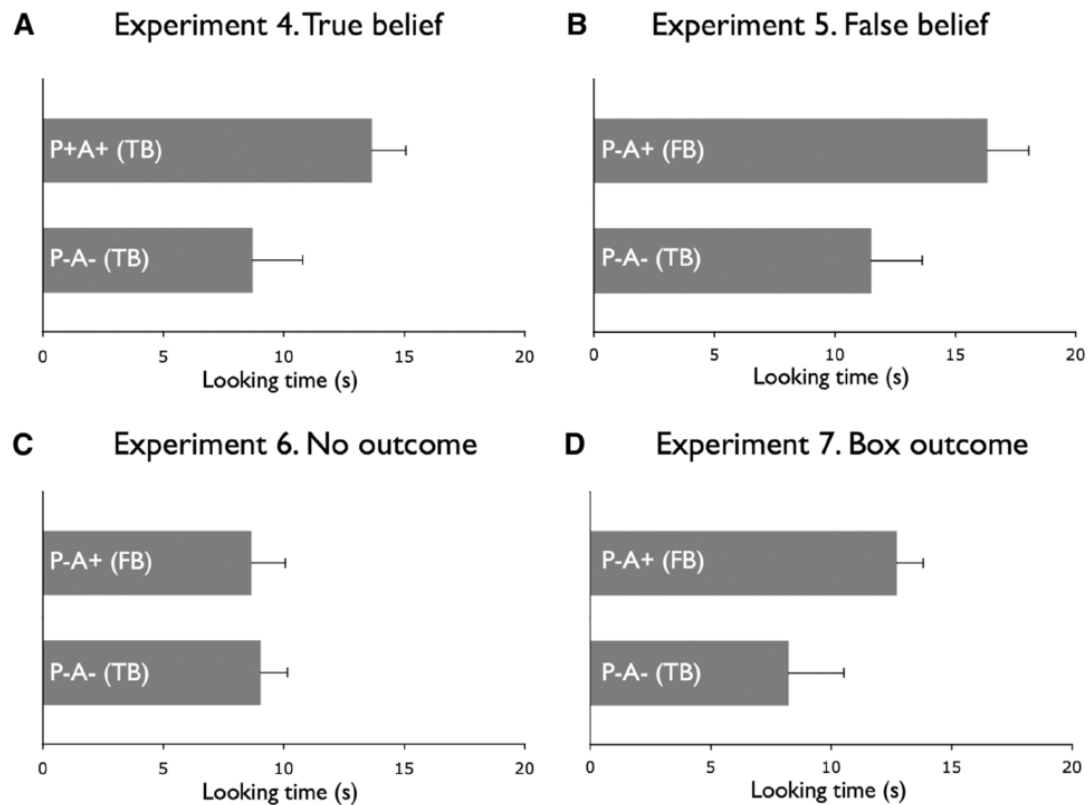 A Experiment 4. True belief
P+A+ (TB)
P-A- (TB)
0 5 10 15 20
Looking time (s)
B Experiment 5. False belief
P-A+ (FB)
P-A- (TB)
0 5 10 15 20
Looking time (s)
C Experiment 6. No outcome
P-A+ (FB)
P-A- (TB)
0 5 10 15 20
Looking time (s)
D Experiment 7. Box outcome
P-A+ (FB)
P-A- (TB)
0 5 10 15 20
Looking time (s)